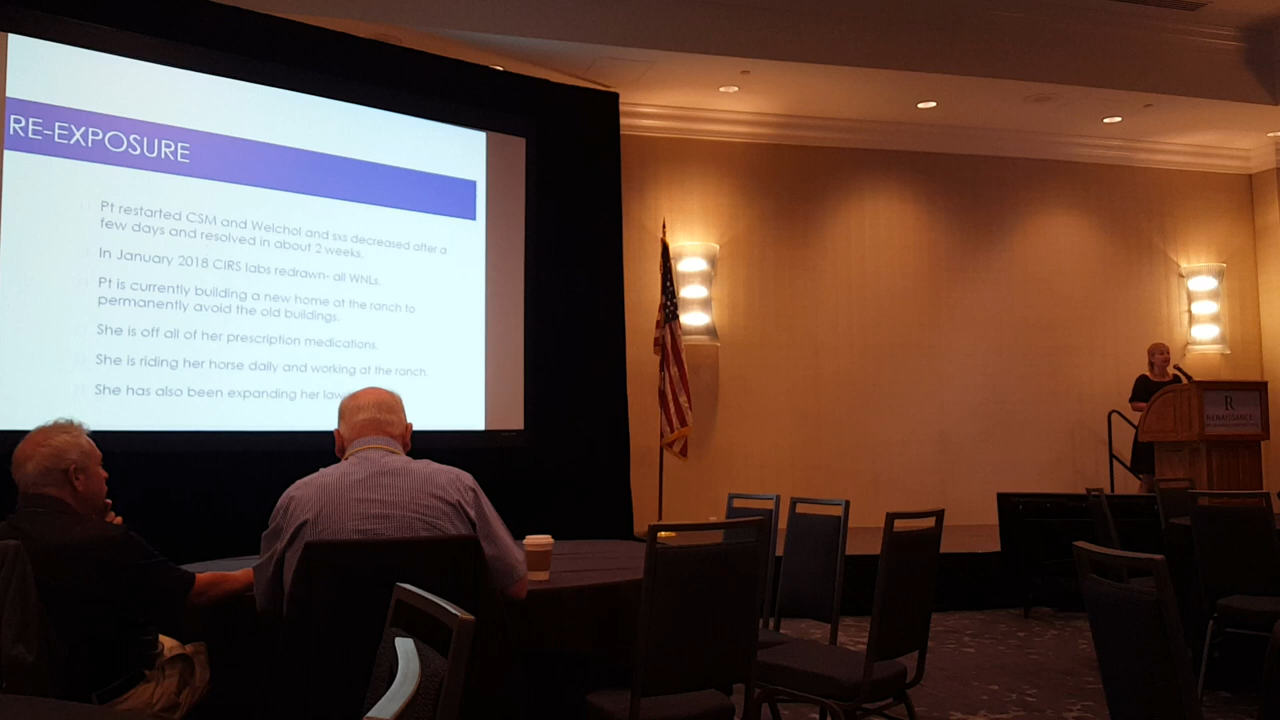 RE-EXPOSURE
Pt restarted CSM and Welchol and sxs decreased after a
few days and resolved in about 2 weeks.
In January 2018 CIRS labs redrawn- all WNLs.
Pt is currently building a new home at the ranch to
permanently avoid the old buildings.
She is off all of her prescription medications.
She is riding her horse daily and working at the ranch.
She has also been expanding her law
R
RENAISSANCE